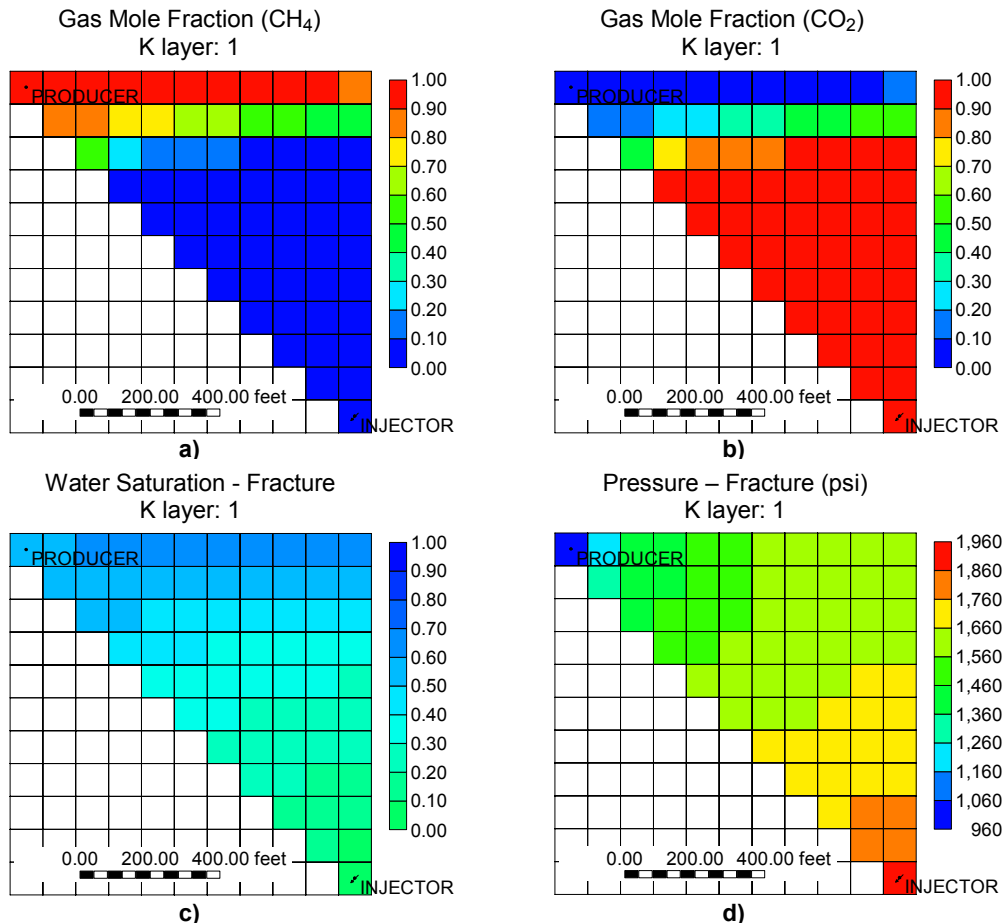 Gas Mole Fraction (CH₄)
K layer: 1
PRODUCER
1.00
0.90
0.80
0.70
0.60
0.50
0.40
0.30
0.20
0.10
0.00
0.00 200.00 400.00 feet
INJECTOR
a)
Gas Mole Fraction (CO₂)
K layer: 1
PRODUCER
1.00
0.90
0.80
0.70
0.60
0.50
0.40
0.30
0.20
0.10
0.00
0.00 200.00 400.00 feet
INJECTOR
b)
Water Saturation - Fracture
K layer: 1
PRODUCER
1.00
0.90
0.80
0.70
0.60
0.50
0.40
0.30
0.20
0.10
0.00
0.00 200.00 400.00 feet
INJECTOR
c)
Pressure – Fracture (psi)
K layer: 1
PRODUCER
1,960
1,860
1,760
1,660
1,560
1,460
1,360
1,260
1,160
1,060
960
0.00 200.00 400.00 feet
INJECTOR
d)